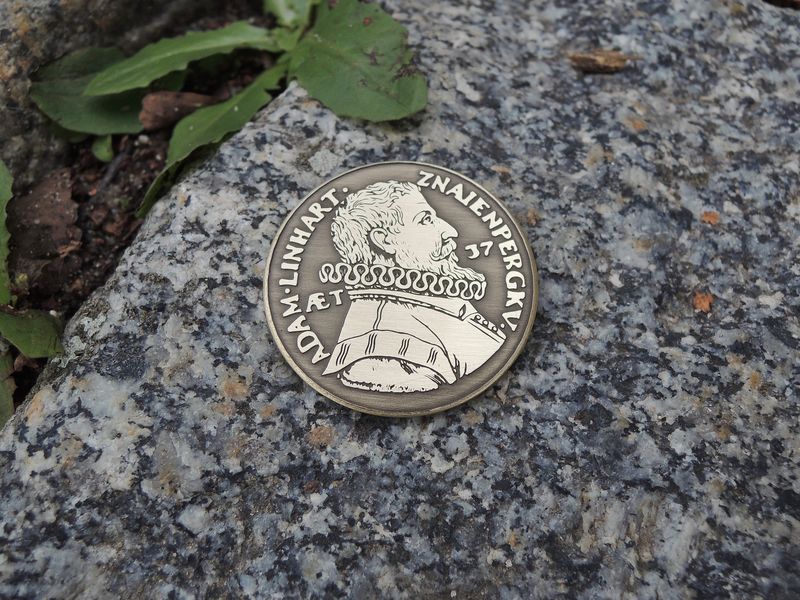 ADAM·LINHART· ZNAIENPERGKV
ÆT 37